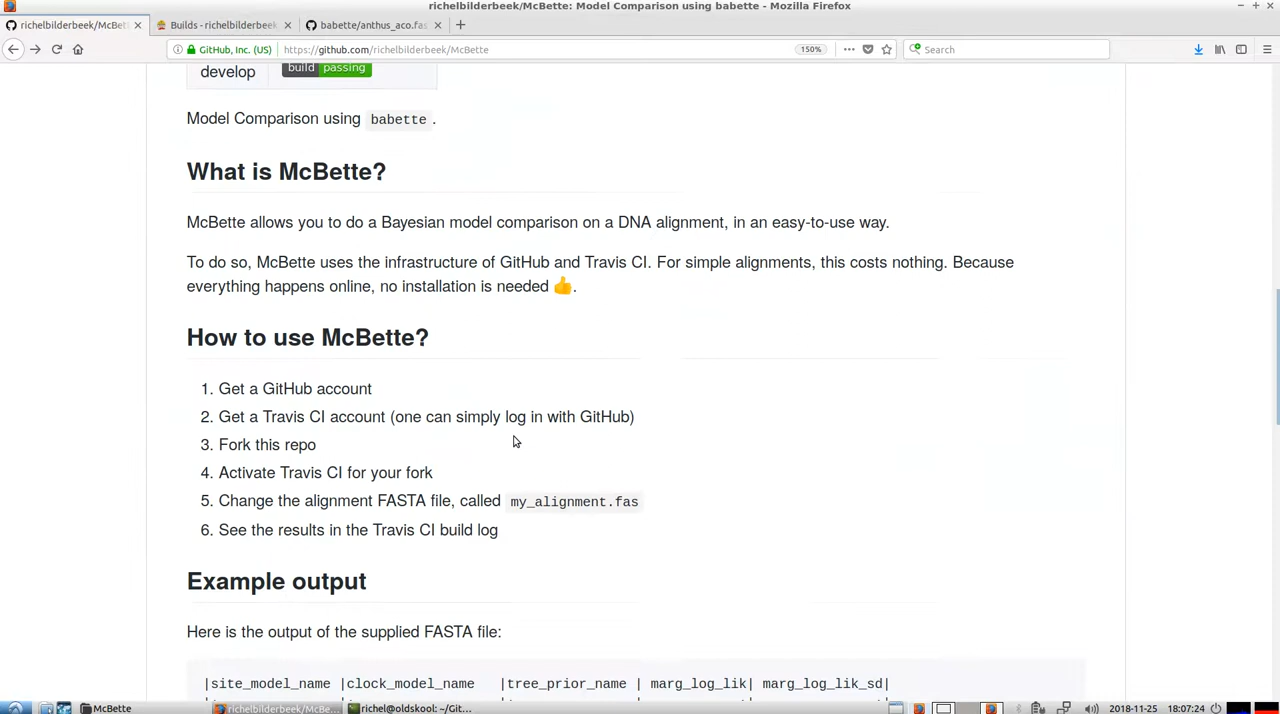 richelbilderbeek/McBette: Model Comparison using babette - Mozilla Firefox
richelbilderbeek/McBett
Builds - richelbilderbeek
babette/anthus_aco.fas
GitHub, Inc. (US)
https://github.com/richelbilderbeek/McBette
150%
Search
develop
build passing
Model Comparison using babette.
What is McBette?
McBette allows you to do a Bayesian model comparison on a DNA alignment, in an easy-to-use way.
To do so, McBette uses the infrastructure of GitHub and Travis CI. For simple alignments, this costs nothing. Because
everything happens online, no installation is needed 👍.
How to use McBette?
1. Get a GitHub account
2. Get a Travis CI account (one can simply log in with GitHub)
3. Fork this repo
4. Activate Travis CI for your fork
5. Change the alignment FASTA file, called my_alignment.fas
6. See the results in the Travis CI build log
Example output
Here is the output of the supplied FASTA file:
|site_model_name |clock_model_name |tree_prior_name | marg_log_lik| marg_log_lik_sd|
McBette
richelbilderbeek/McBe...
richel@oldskool: ~/Git...
2018-11-25
18:07:24